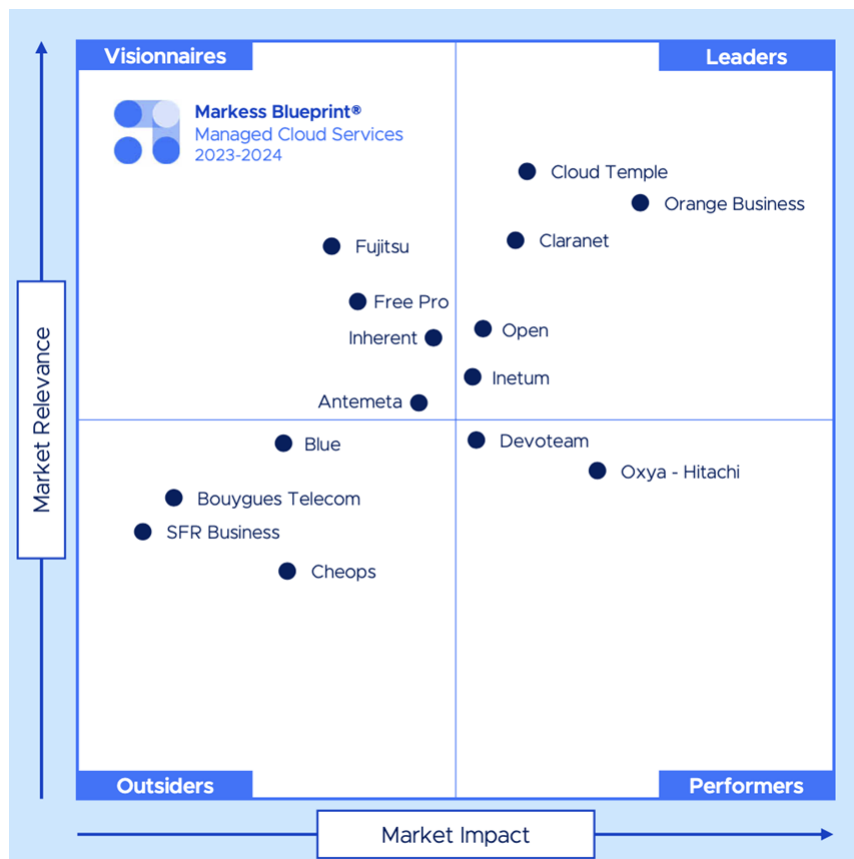 Visionnaires
Leaders
Markess Blueprint®
Managed Cloud Services
2023-2024
Cloud Temple
Orange Business
Claranet
Fujitsu
Free Pro
Open
Inherent
Inetum
Antemeta
Devoteam
Blue
Oxya - Hitachi
Bouygues Telecom
SFR Business
Cheops
Market Relevance
Outsiders
Performers
Market Impact